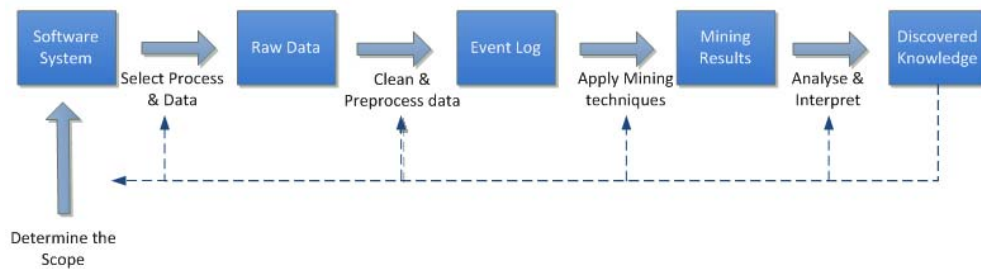 Software
System
Raw Data
Event Log
Mining
Results
Discovered
Knowledge
Select Process
& Data
Clean &
Preprocess data
Apply Mining
techniques
Analyse &
Interpret
Determine the
Scope